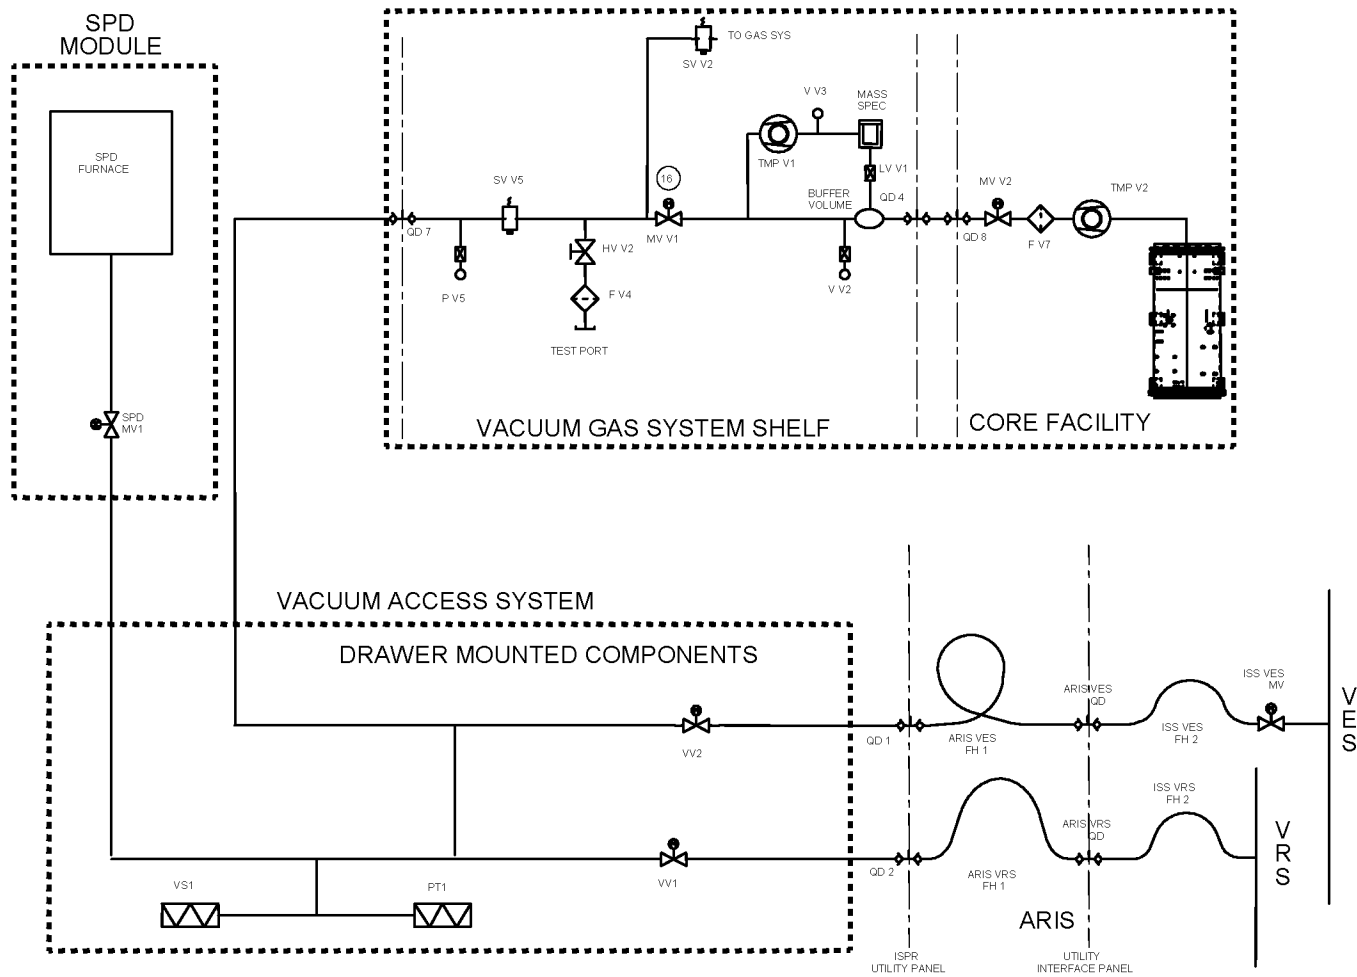 SPD
MODULE
SPD
FURNACE
SPD
MV1
TO GAS SYS
SV V2
V V3
MASS
SPEC
TMP V1
LV V1
SV V5
16
BUFFER
VOLUME
QD 4
MV V2
TMP V2
QD 7
MV V1
QD 8
F V7
HV V2
P V5
F V4
V V2
TEST PORT
VACUUM GAS SYSTEM SHELF
CORE FACILITY
VACUUM ACCESS SYSTEM
DRAWER MOUNTED COMPONENTS
VV2
QD 1
ARIS VES
FH 1
ARIS VES
QD
ISS VES
FH 2
ISS VES
MV
VES
VV1
QD 2
ARIS VRS
FH 1
ARIS VRS
QD
ISS VRS
FH 2
VRS
VS1
PT1
ARIS
ISPR
UTILITY PANEL
UTILITY
INTERFACE PANEL